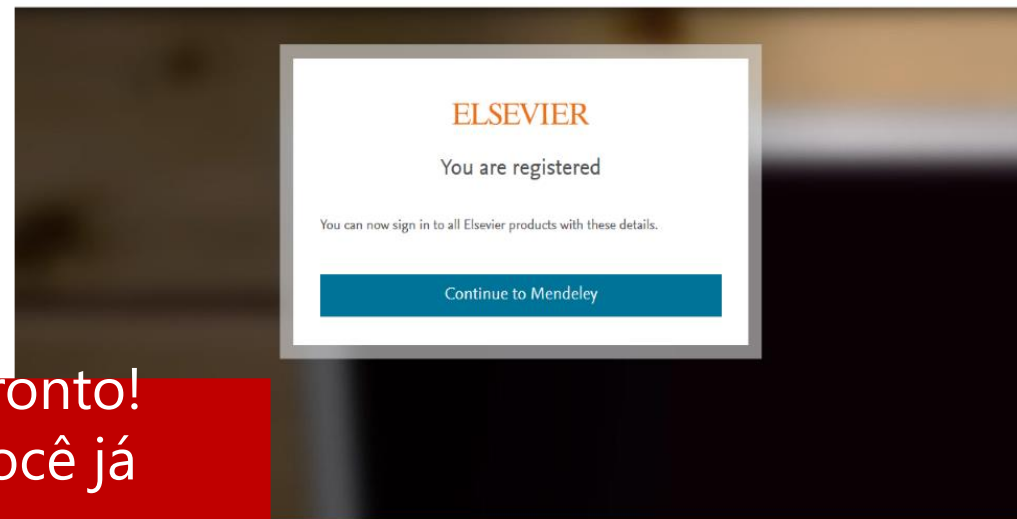 ELSEVIER
You are registered
You can now sign in to all Elsevier products with these details.
Continue to Mendeley
ronto!
ocê já